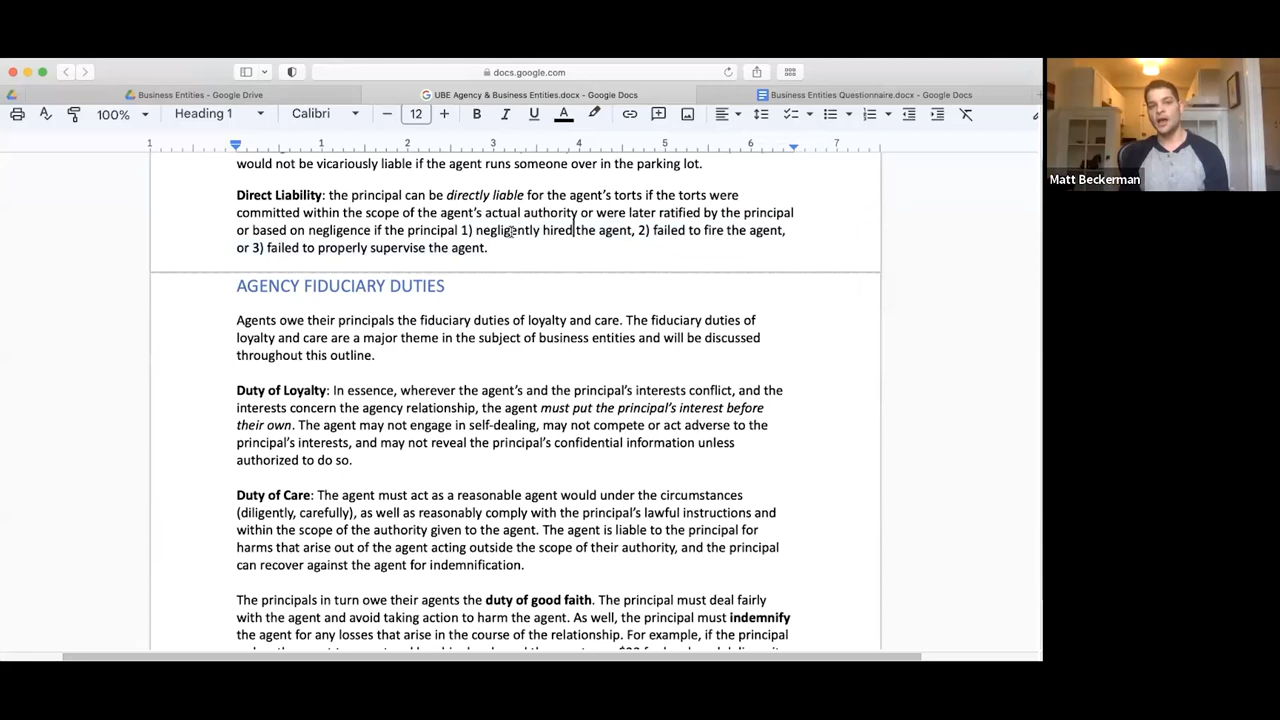 docs.google.com
Business Entities - Google Drive
UBE Agency & Business Entities.docx - Google Docs
Business Entities Questionnaire.docx - Google Docs
100%
Heading 1
Calibri
12
B I U A
1 1 2 3 4 5 6 7
would not be vicariously liable if the agent runs someone over in the parking lot.
Direct Liability: the principal can be directly liable for the agent's torts if the torts were
committed within the scope of the agent's actual authority or were later ratified by the principal
or based on negligence if the principal 1) negligently hired the agent, 2) failed to fire the agent,
or 3) failed to properly supervise the agent.
AGENCY FIDUCIARY DUTIES
Agents owe their principals the fiduciary duties of loyalty and care. The fiduciary duties of
loyalty and care are a major theme in the subject of business entities and will be discussed
throughout this outline.
Duty of Loyalty: In essence, wherever the agent's and the principal's interests conflict, and the
interests concern the agency relationship, the agent must put the principal's interest before
their own. The agent may not engage in self-dealing, may not compete or act adverse to the
principal's interests, and may not reveal the principal's confidential information unless
authorized to do so.
Duty of Care: The agent must act as a reasonable agent would under the circumstances
(diligently, carefully), as well as reasonably comply with the principal's lawful instructions and
within the scope of the authority given to the agent. The agent is liable to the principal for
harms that arise out of the agent acting outside the scope of their authority, and the principal
can recover against the agent for indemnification.
The principals in turn owe their agents the duty of good faith. The principal must deal fairly
with the agent and avoid taking action to harm the agent. As well, the principal must indemnify
the agent for any losses that arise in the course of the relationship. For example, if the principal
Matt Beckerman